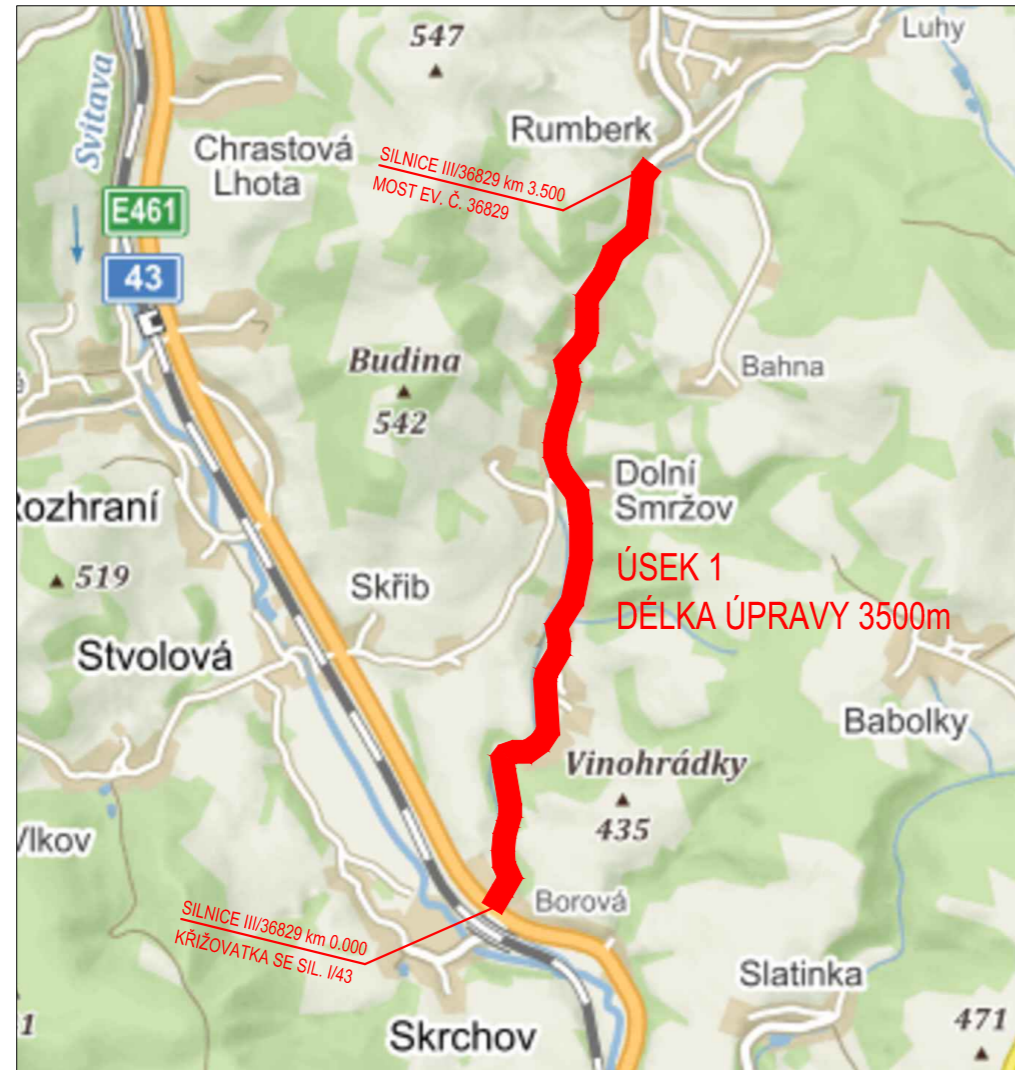 547
Luhy
Svitava
Rumberk
Chrastová
Lhota
SILNICE III/36829 km 3.500
MOST EV. Č. 36829
E461
43
Budina
542
Bahna
Dolní
Smržov
Rozhraní
519
Skřib
ÚSEK 1
DÉLKA ÚPRAVY 3500m
Stvolová
Babolky
Vinohrádky
435
Vlkov
Borová
SILNICE III/36829 km 0.000
KŘIŽOVATKA SE SIL. I/43
Slatinka
471
Skrchov
1